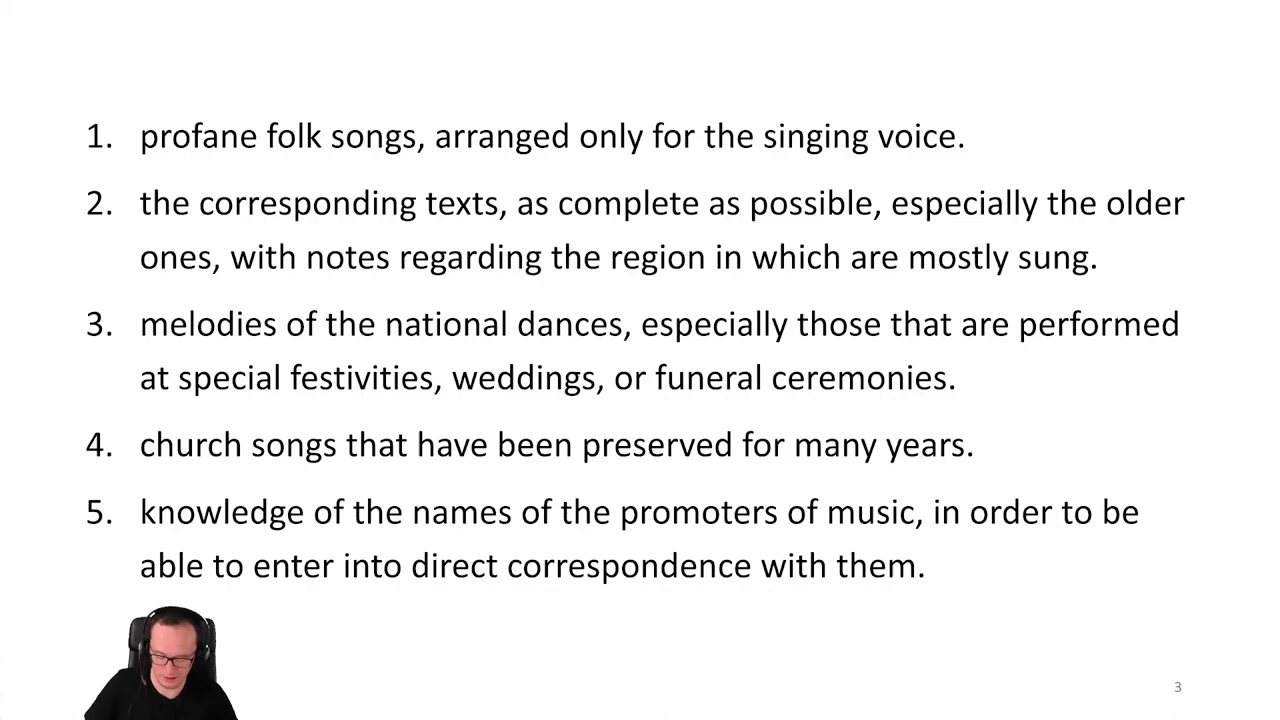 1. profane folk songs, arranged only for the singing voice.
2. the corresponding texts, as complete as possible, especially the older
ones, with notes regarding the region in which are mostly sung.
3. melodies of the national dances, especially those that are performed
at special festivities, weddings, or funeral ceremonies.
4. church songs that have been preserved for many years.
5. knowledge of the names of the promoters of music, in order to be
able to enter into direct correspondence with them.
3